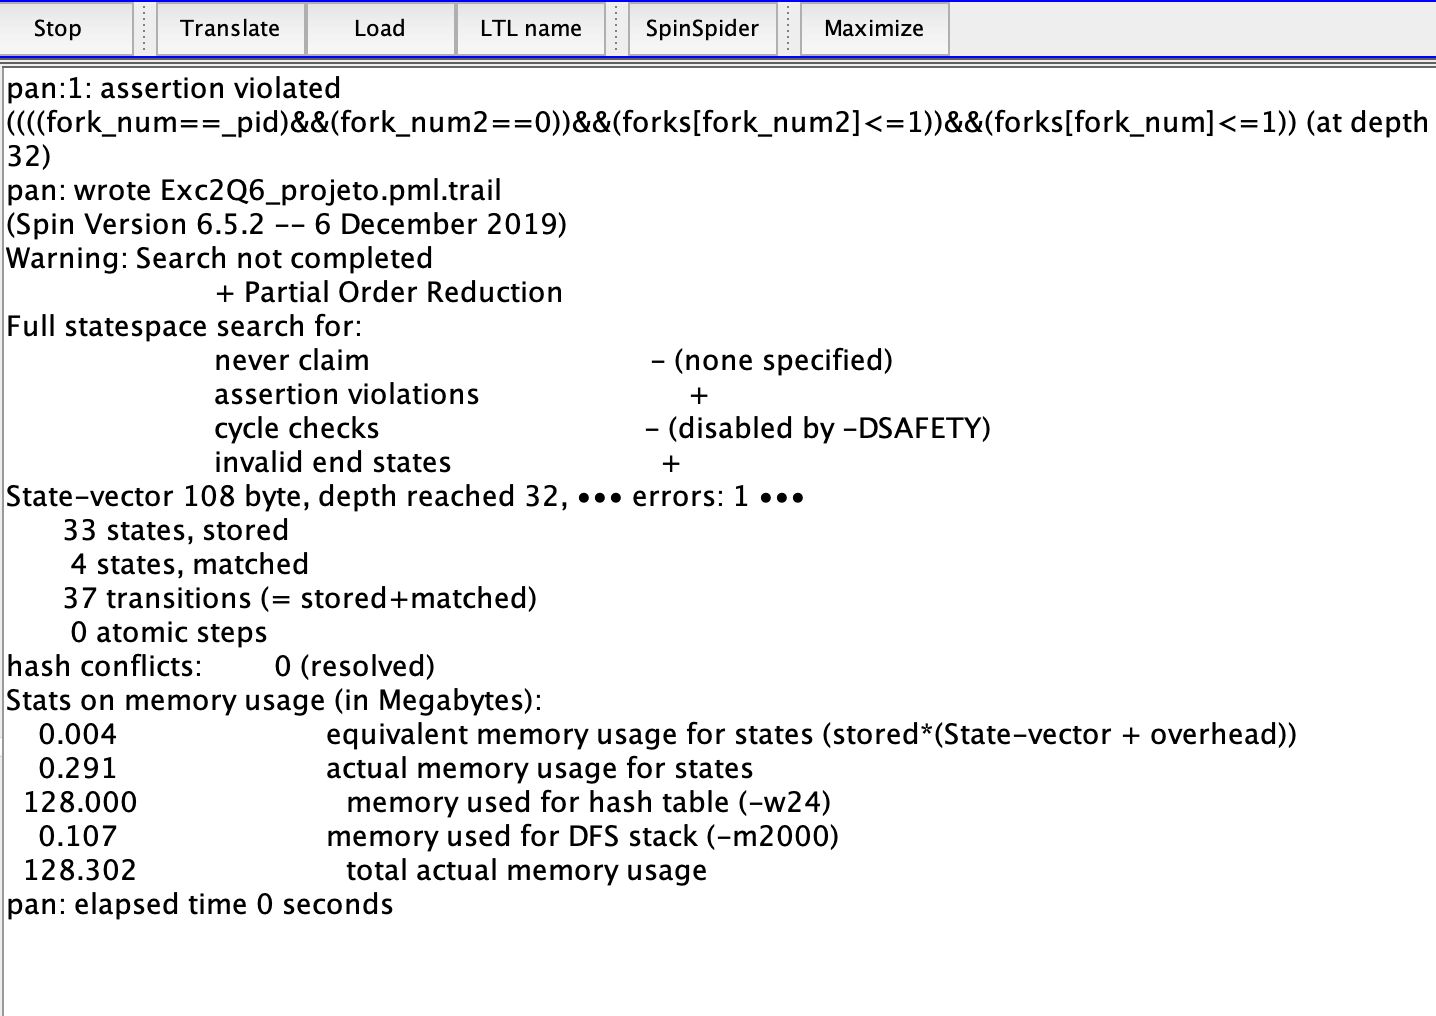 Stop Translate Load LTL name SpinSpider Maximize
pan:1: assertion violated
((((fork_num==_pid)&&(fork_num2==0))&&(forks[fork_num2]<=1))&&(forks[fork_num]<=1)) (at depth
32)
pan: wrote Exc2Q6_projeto.pml.trail
(Spin Version 6.5.2 -- 6 December 2019)
Warning: Search not completed
+ Partial Order Reduction
Full statespace search for:
never claim - (none specified)
assertion violations +
cycle checks - (disabled by -DSAFETY)
invalid end states +
State-vector 108 byte, depth reached 32, ••• errors: 1 •••
33 states, stored
4 states, matched
37 transitions (= stored+matched)
0 atomic steps
hash conflicts: 0 (resolved)
Stats on memory usage (in Megabytes):
0.004 equivalent memory usage for states (stored*(State-vector + overhead))
0.291 actual memory usage for states
128.000 memory used for hash table (-w24)
0.107 memory used for DFS stack (-m2000)
128.302 total actual memory usage
pan: elapsed time 0 seconds